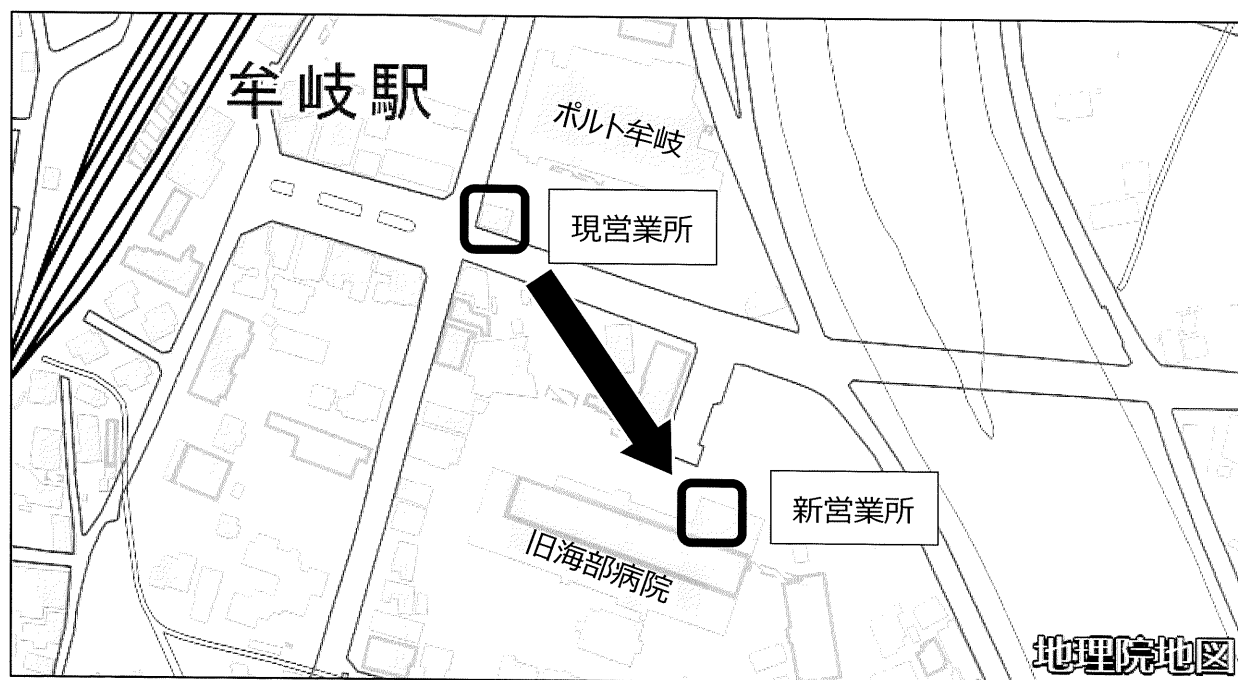 牟岐駅
ポルト牟岐
現営業所
新営業所
旧海部病院
地理院地図